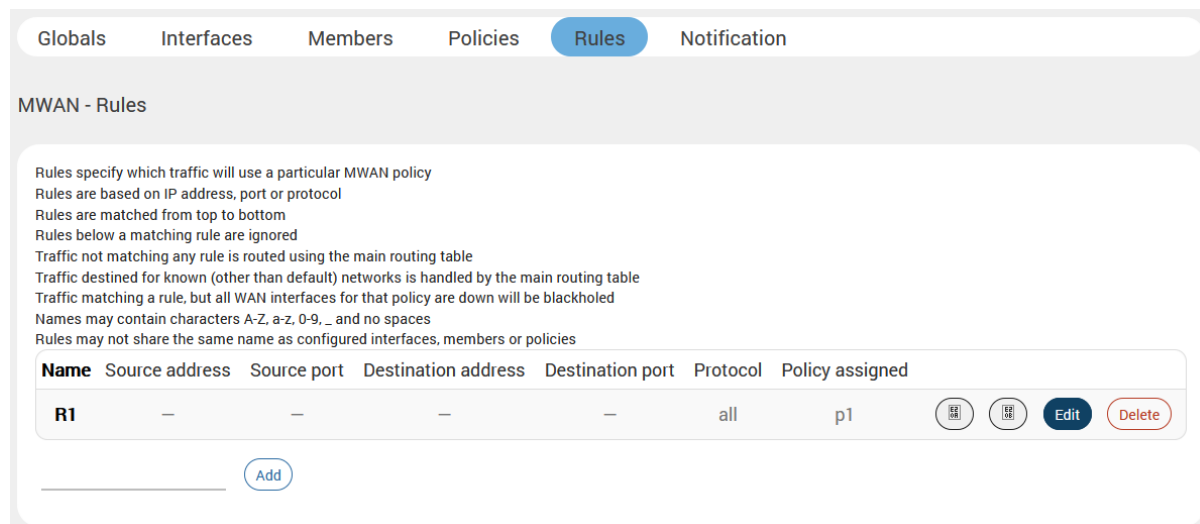 Globals Interfaces Members Policies Rules Notification
MWAN - Rules
Rules specify which traffic will use a particular MWAN policy
Rules are based on IP address, port or protocol
Rules are matched from top to bottom
Rules below a matching rule are ignored
Traffic not matching any rule is routed using the main routing table
Traffic destined for known (other than default) networks is handled by the main routing table
Traffic matching a rule, but all WAN interfaces for that policy are down will be blackholed
Names may contain characters A-Z, a-z, 0-9, _ and no spaces
Rules may not share the same name as configured interfaces, members or policies
Name Source address Source port Destination address Destination port Protocol Policy assigned
R1 — — — — all p1 Edit Delete
Add